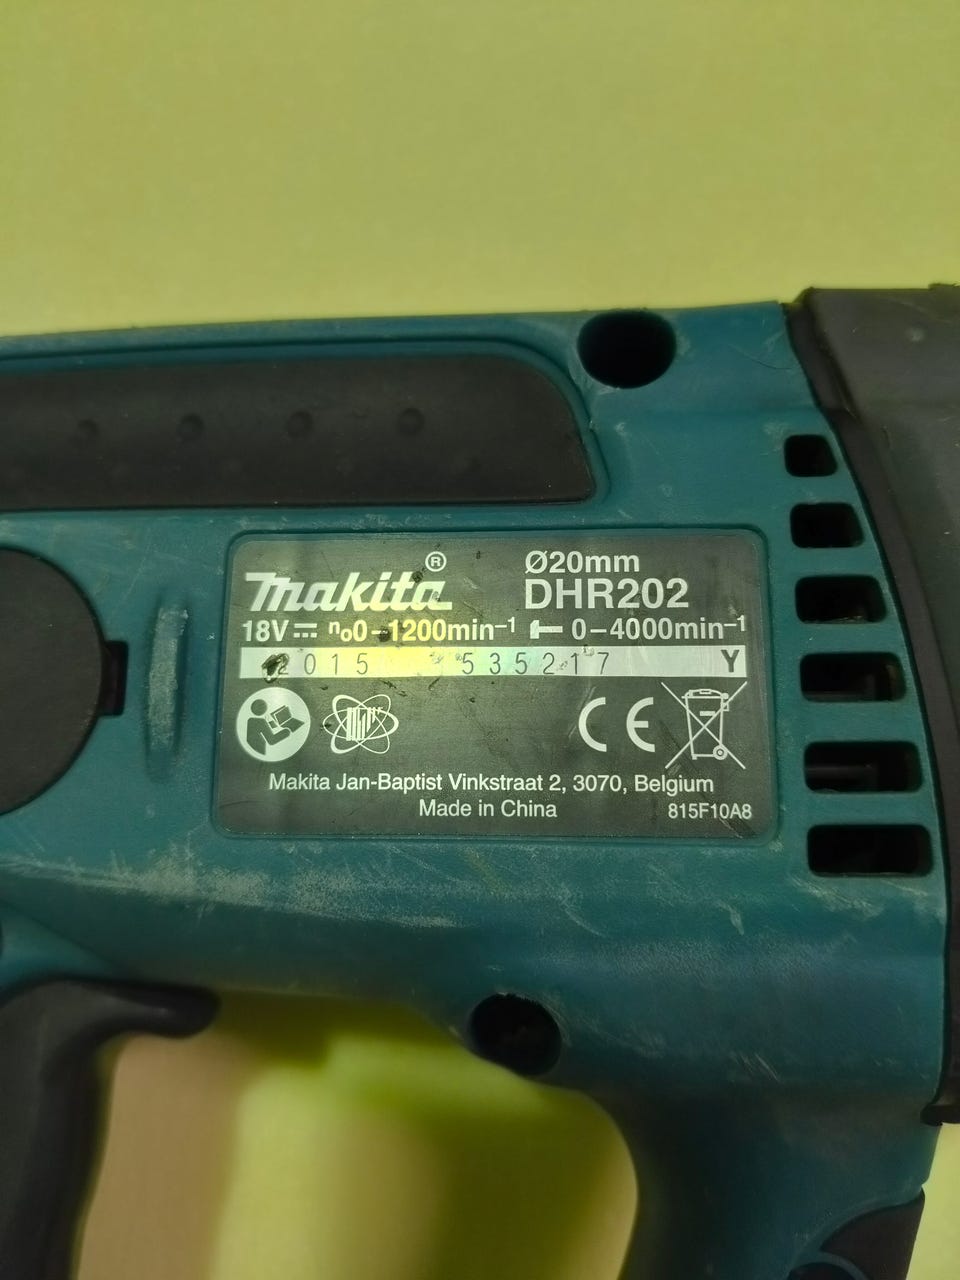 makita®
Ø20mm
DHR202
18V⎓ n₀0–1200min⁻¹ 0–4000min⁻¹
2015 535217 Y
CE
Makita Jan-Baptist Vinkstraat 2, 3070, Belgium
Made in China 815F10A8